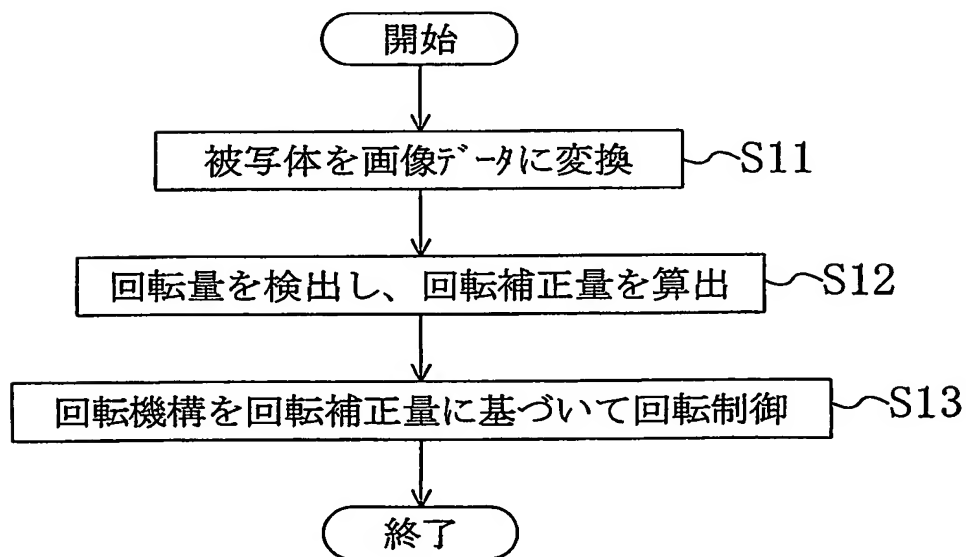 開始
被写体を画像データに変換
S11
回転量を検出し、回転補正量を算出
S12
回転機構を回転補正量に基づいて回転制御
S13
終了